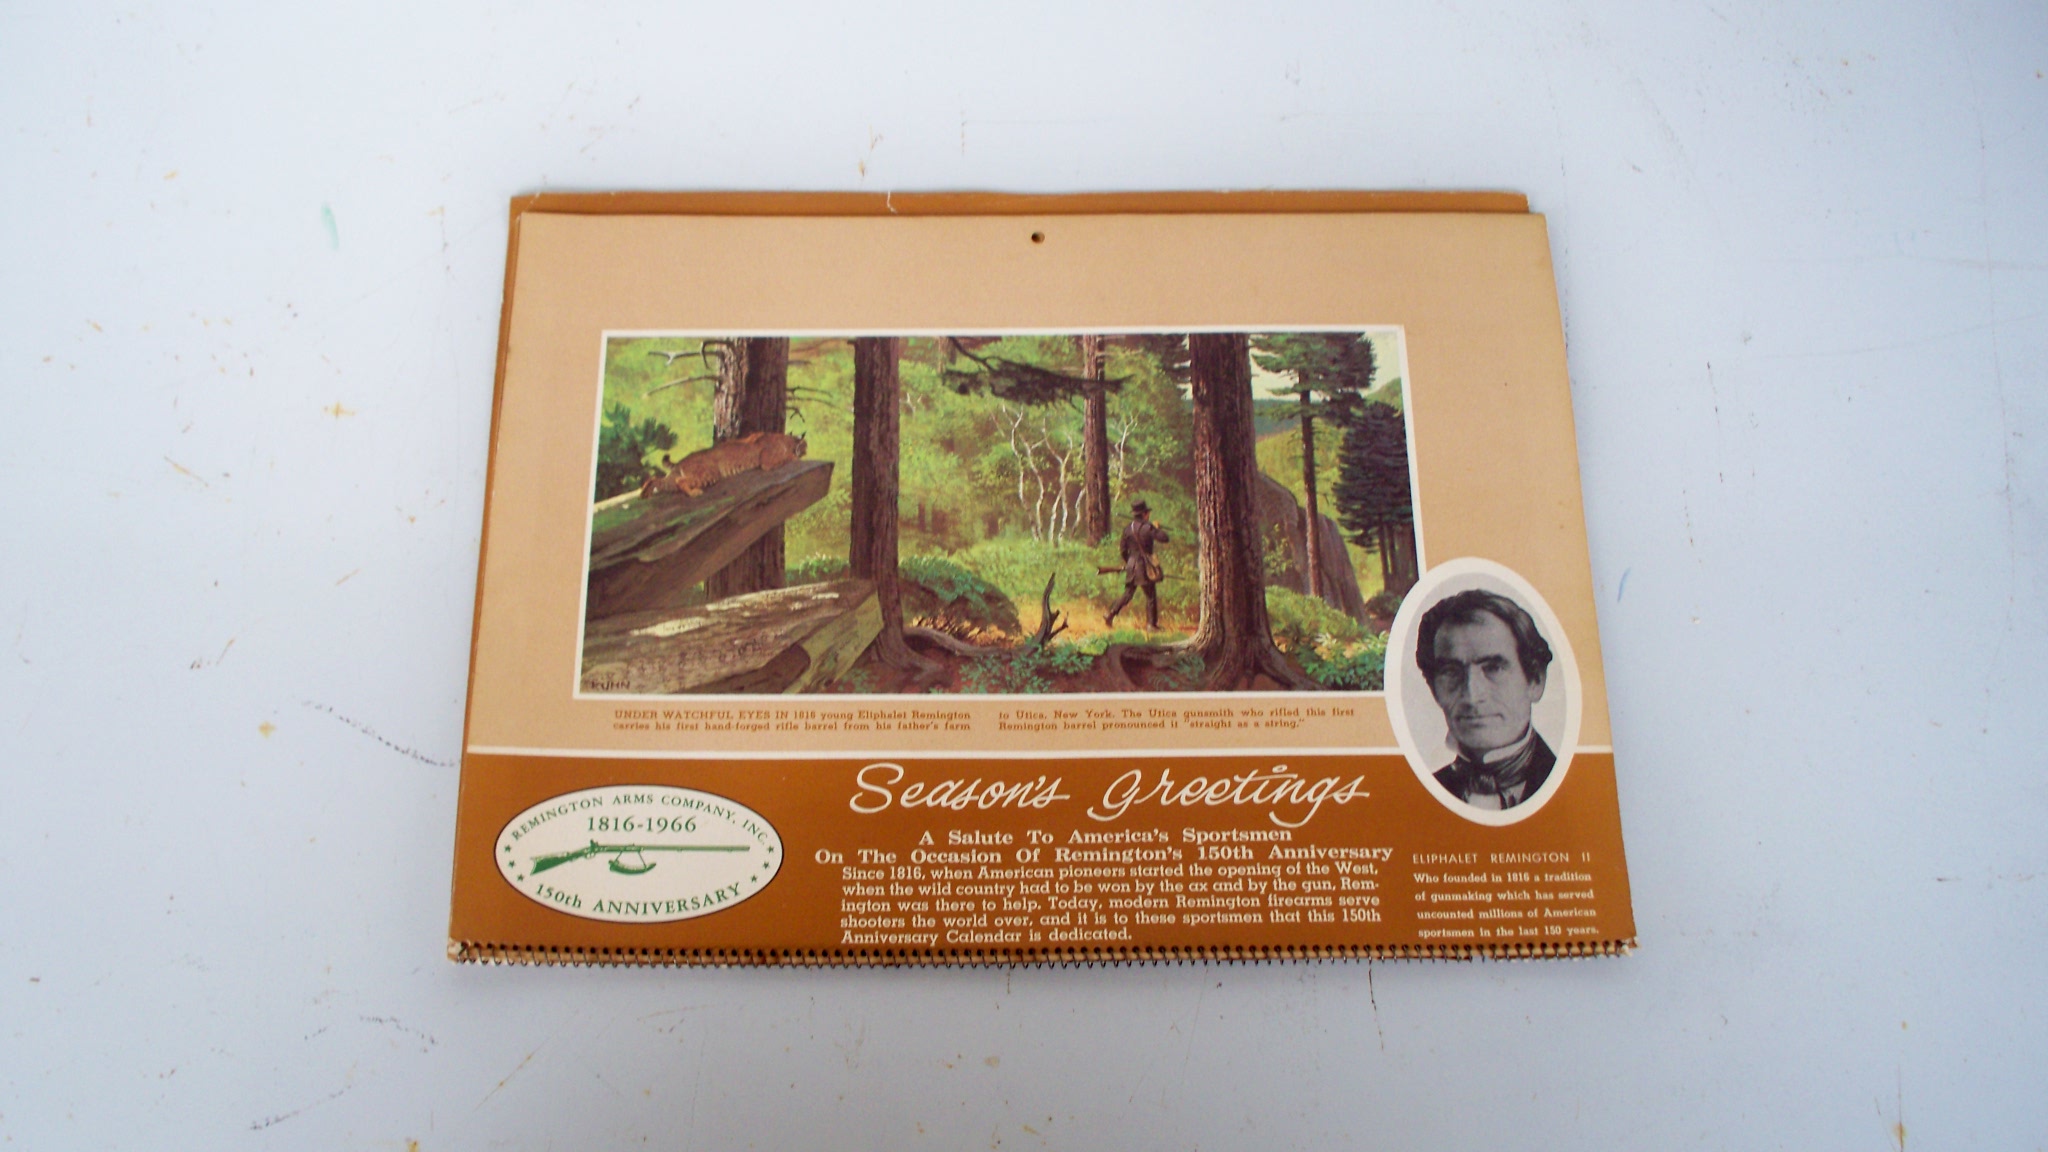 KUHN
UNDER WATCHFUL EYES IN 1816 young Eliphalet Remington
carries his first hand-forged rifle barrel from his father's farm
to Utica, New York. The Utica gunsmith who rifled this first
Remington barrel pronounced it "straight as a string."
Season's Greetings
REMINGTON ARMS COMPANY, INC.
1816-1966
150th ANNIVERSARY
A Salute To America's Sportsmen
On The Occasion Of Remington's 150th Anniversary
Since 1816, when American pioneers started the opening of the West,
when the wild country had to be won by the ax and by the gun, Rem-
ington was there to help. Today, modern Remington firearms serve
shooters the world over, and it is to these sportsmen that this 150th
Anniversary Calendar is dedicated.
ELIPHALET REMINGTON II
Who founded in 1816 a tradition
of gunmaking which has served
uncounted millions of American
sportsmen in the last 150 years.